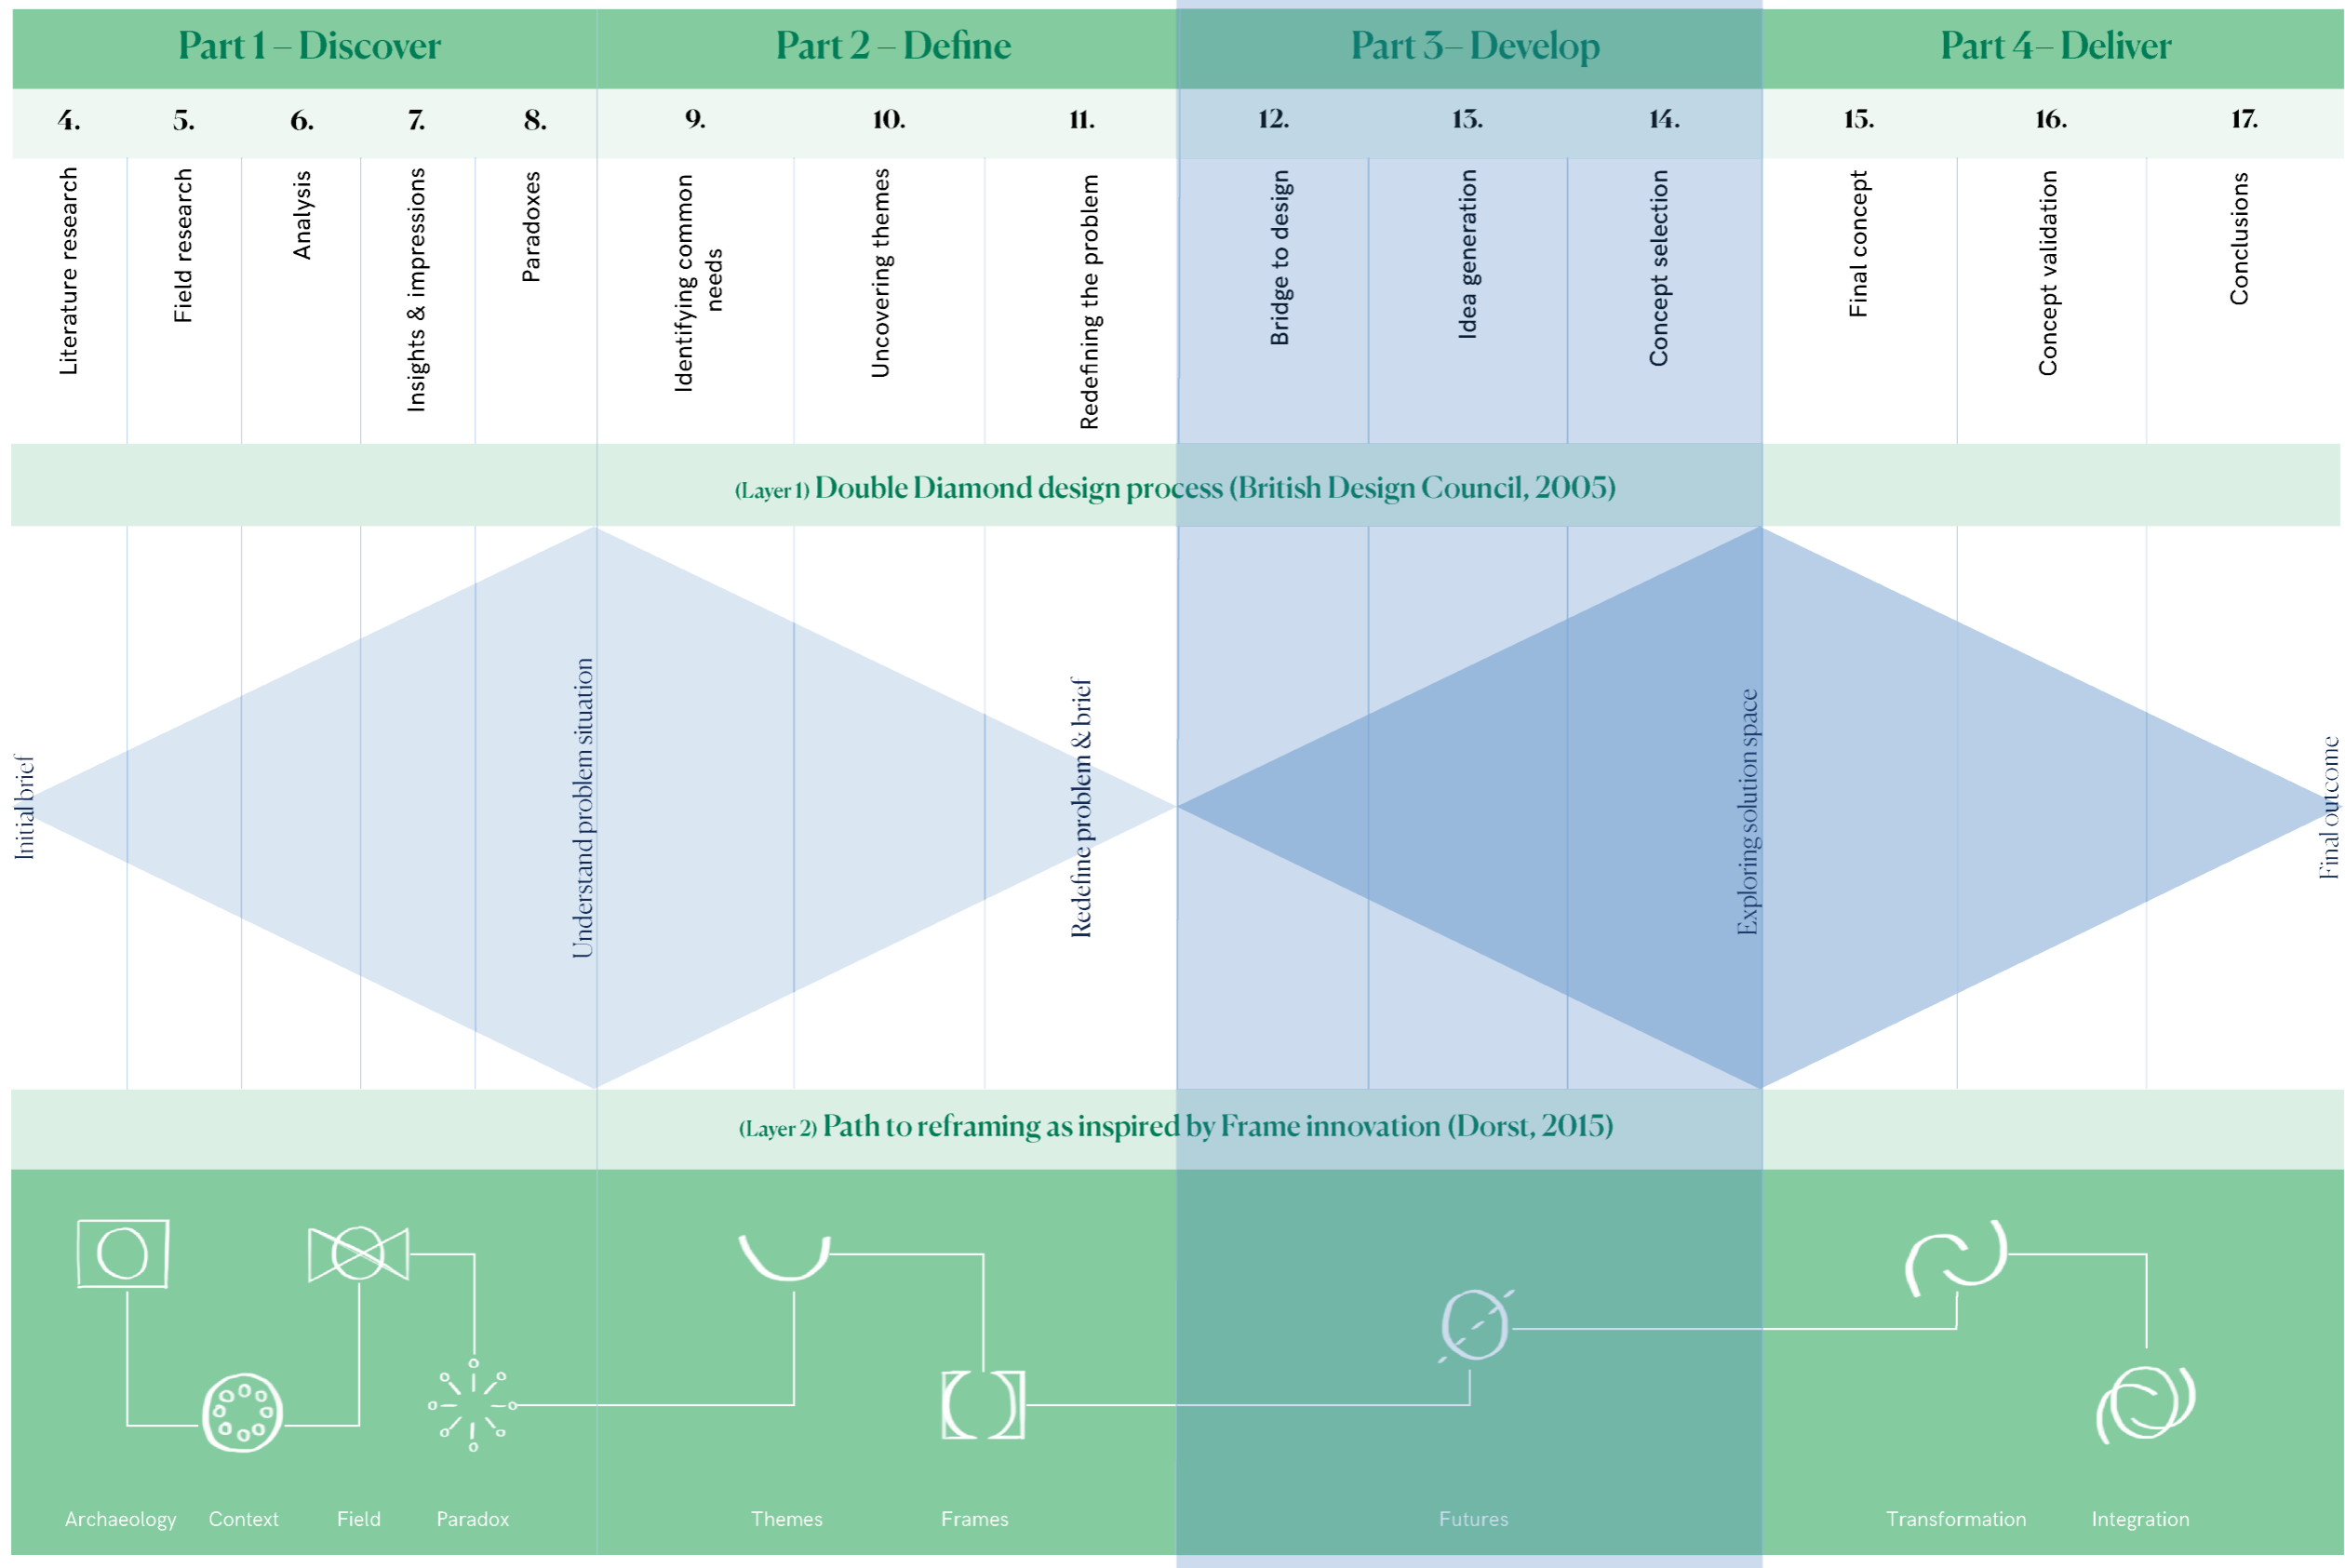 Part 1 – Discover
Part 2 – Define
Part 3– Develop
Part 4– Deliver
4.
5.
6.
7.
8.
9.
10.
11.
12.
13.
14.
15.
16.
17.
Literature research
Field research
Analysis
Insights & impressions
Paradoxes
Identifying common
needs
Uncovering themes
Redefining the problem
Bridge to design
Idea generation
Concept selection
Final concept
Concept validation
Conclusions
(Layer 1) Double Diamond design process (British Design Council, 2005)
Initial brief
Understand problem situation
Redefine problem & brief
Exploring solution space
Final outcome
(Layer 2) Path to reframing as inspired by Frame innovation (Dorst, 2015)
Archaeology
Context
Field
Paradox
Themes
Frames
Futures
Transformation
Integration